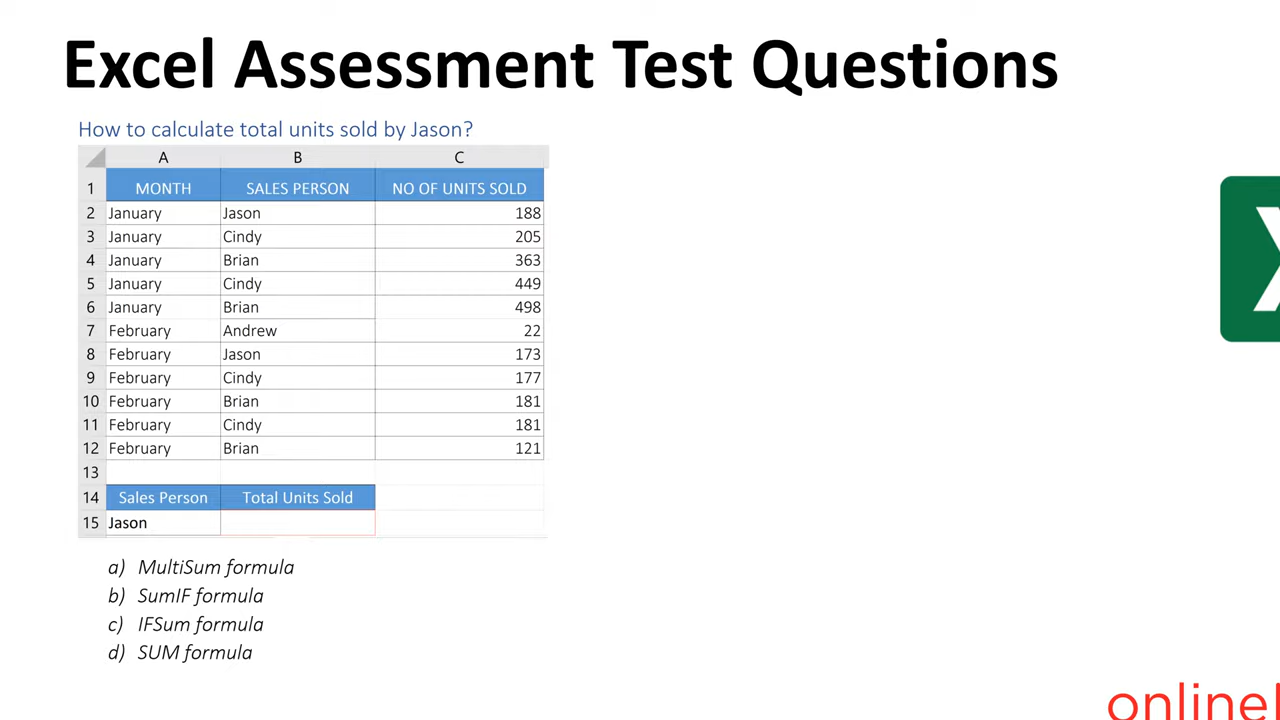 Excel Assessment Test Questions
How to calculate total units sold by Jason?
A B C
1 MONTH SALES PERSON NO OF UNITS SOLD
2 January Jason 188
3 January Cindy 205
4 January Brian 363
5 January Cindy 449
6 January Brian 498
7 February Andrew 22
8 February Jason 173
9 February Cindy 177
10 February Brian 181
11 February Cindy 181
12 February Brian 121
13
14 Sales Person Total Units Sold
15 Jason
a) MultiSum formula
b) SumIF formula
c) IFSum formula
d) SUM formula
online